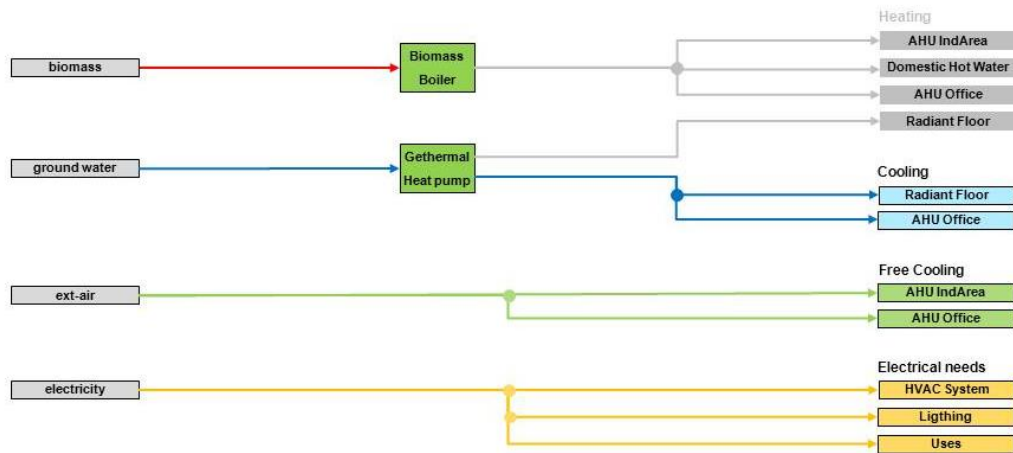 Heating
AHU IndArea
biomass
Biomass
Boiler
Domestic Hot Water
AHU Office
Radiant Floor
ground water
Gethermal
Heat pump
Cooling
Radiant Floor
AHU Office
Free Cooling
ext-air
AHU IndArea
AHU Office
Electrical needs
electricity
HVAC System
Ligthing
Uses